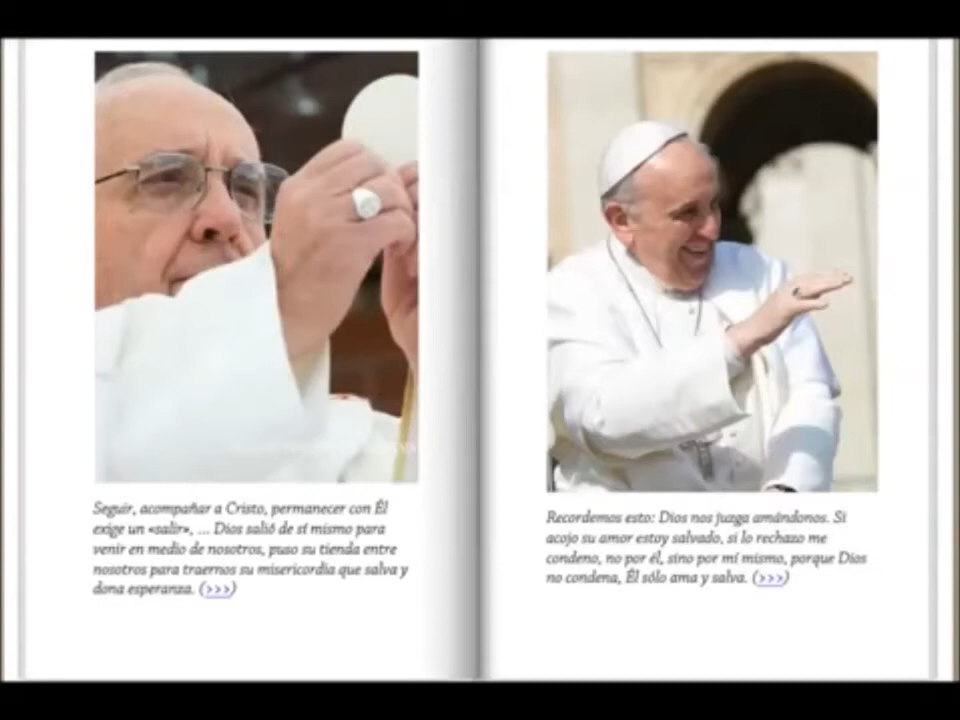 Seguir, acompañar a Cristo, permanecer con Él
exige un «salir», ... Dios salió de sí mismo para
venir en medio de nosotros, puso su tienda entre
nosotros para traernos su misericordia que salva y
dona esperanza. (>>>)
Recordemos esto: Dios nos juzga amándonos. Si
acojo su amor estoy salvado, si lo rechazo me
condeno, no por él, sino por mí mismo, porque Dios
no condena, Él sólo ama y salva. (>>>)